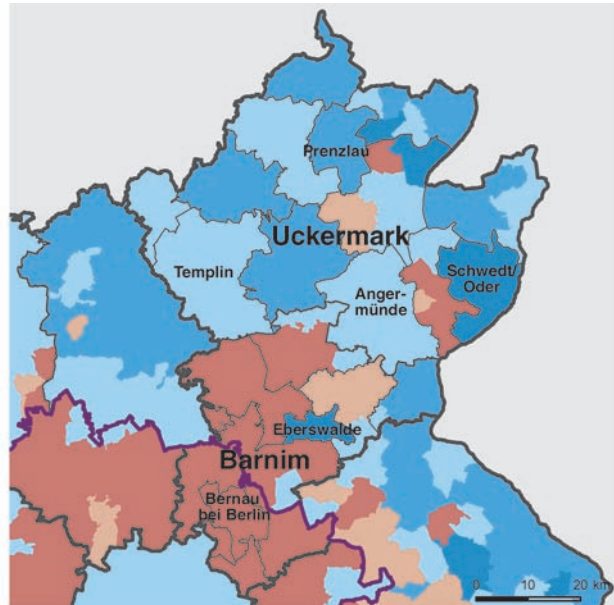 Prenzlau
Uckermark
Templin
Schwedt/
Oder
Anger-
münde
Eberswalde
Barnim
Bernau
bei Berlin
0 10 20 km